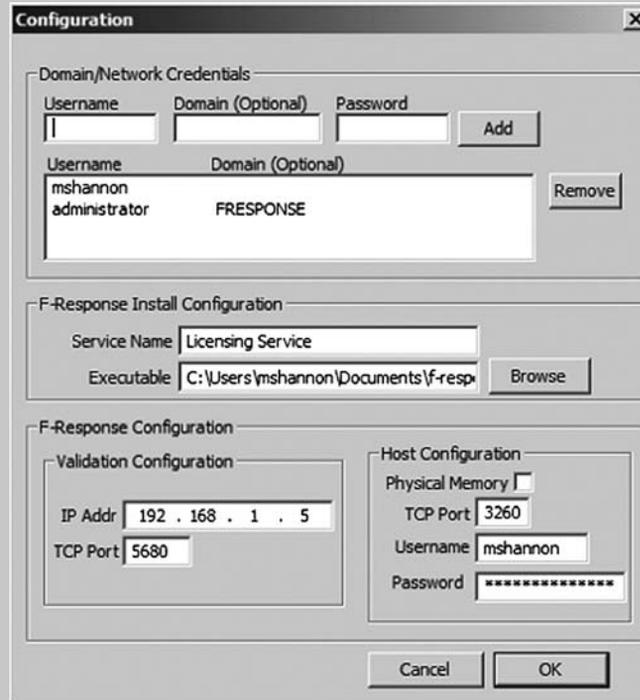 Configuration
Domain/Network Credentials
Username Domain (Optional) Password
Add
Username Domain (Optional)
mshannon
administrator FRESPONSE
Remove
F-Response Install Configuration
Service Name Licensing Service
Executable C:\Users\mshannon\Documents\f-resp Browse
F-Response Configuration
Validation Configuration
IP Addr 192 . 168 . 1 . 5
TCP Port 5680
Host Configuration
Physical Memory
TCP Port 3260
Username mshannon
Password **************
Cancel OK